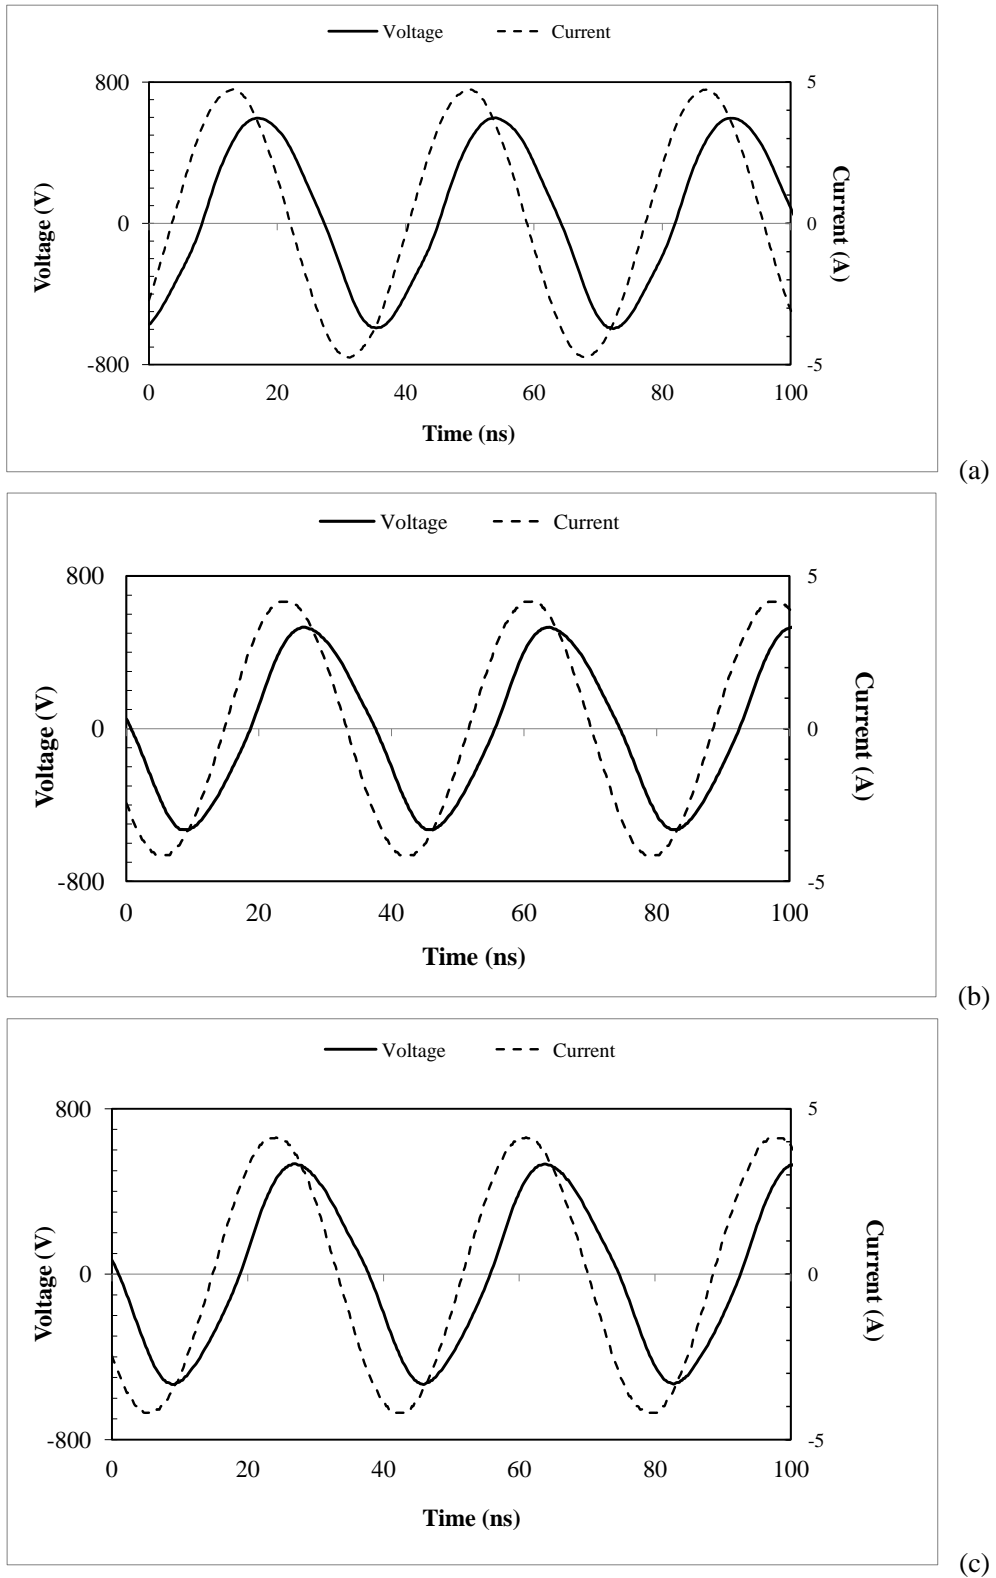 Voltage Current
800 5
Voltage (V) 0 0 Current (A)
-800 -5
0 20 40 60 80 100
Time (ns)
(a)
Voltage Current
800 5
Voltage (V) 0 0 Current (A)
-800 -5
0 20 40 60 80 100
Time (ns)
(b)
Voltage Current
800 5
Voltage (V) 0 0 Current (A)
-800 -5
0 20 40 60 80 100
Time (ns)
(c)